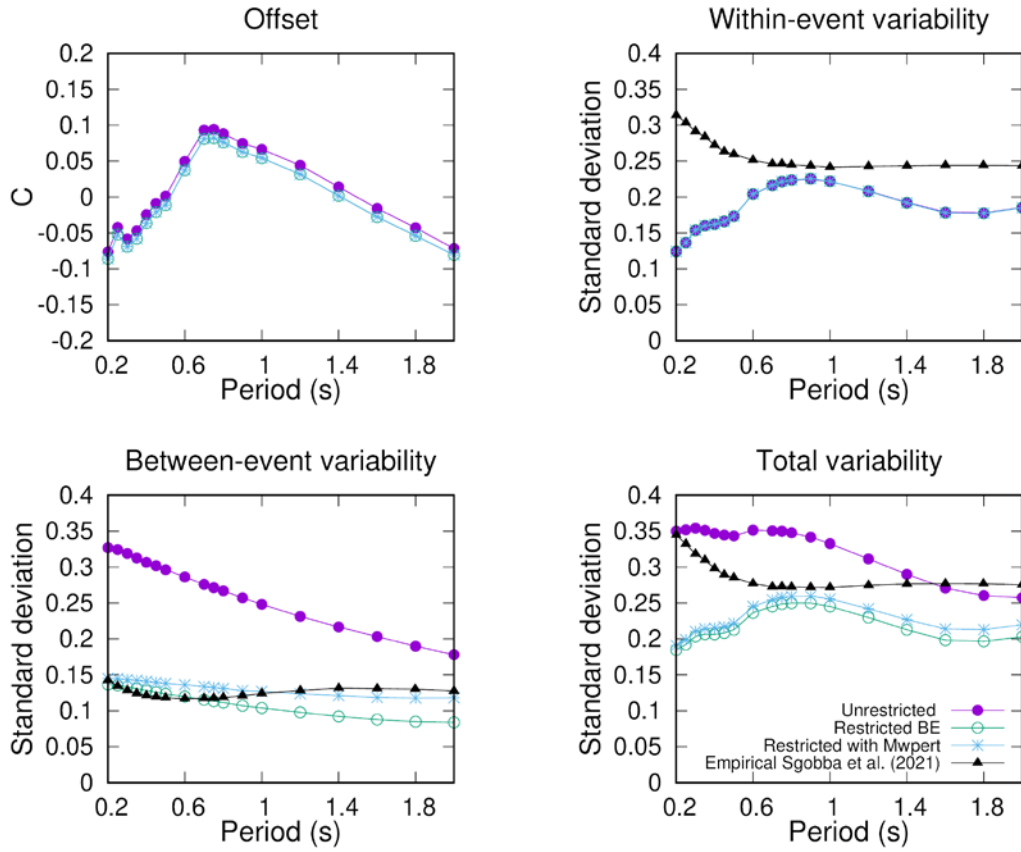 Offset
0.2
0.15
0.1
0.05
0
-0.05
-0.1
-0.15
-0.2
C
0.2 0.6 1 1.4 1.8
Period (s)
Within-event variability
0.4
0.35
0.3
0.25
0.2
0.15
0.1
0.05
0
Standard deviation
0.2 0.6 1 1.4 1.8
Period (s)
Between-event variability
0.4
0.35
0.3
0.25
0.2
0.15
0.1
0.05
0
Standard deviation
0.2 0.6 1 1.4 1.8
Period (s)
Total variability
0.4
0.35
0.3
0.25
0.2
0.15
0.1
0.05
0
Standard deviation
Unrestricted
Restricted BE
Restricted with Mwpert
Empirical Sgobba et al. (2021)
0.2 0.6 1 1.4 1.8
Period (s)